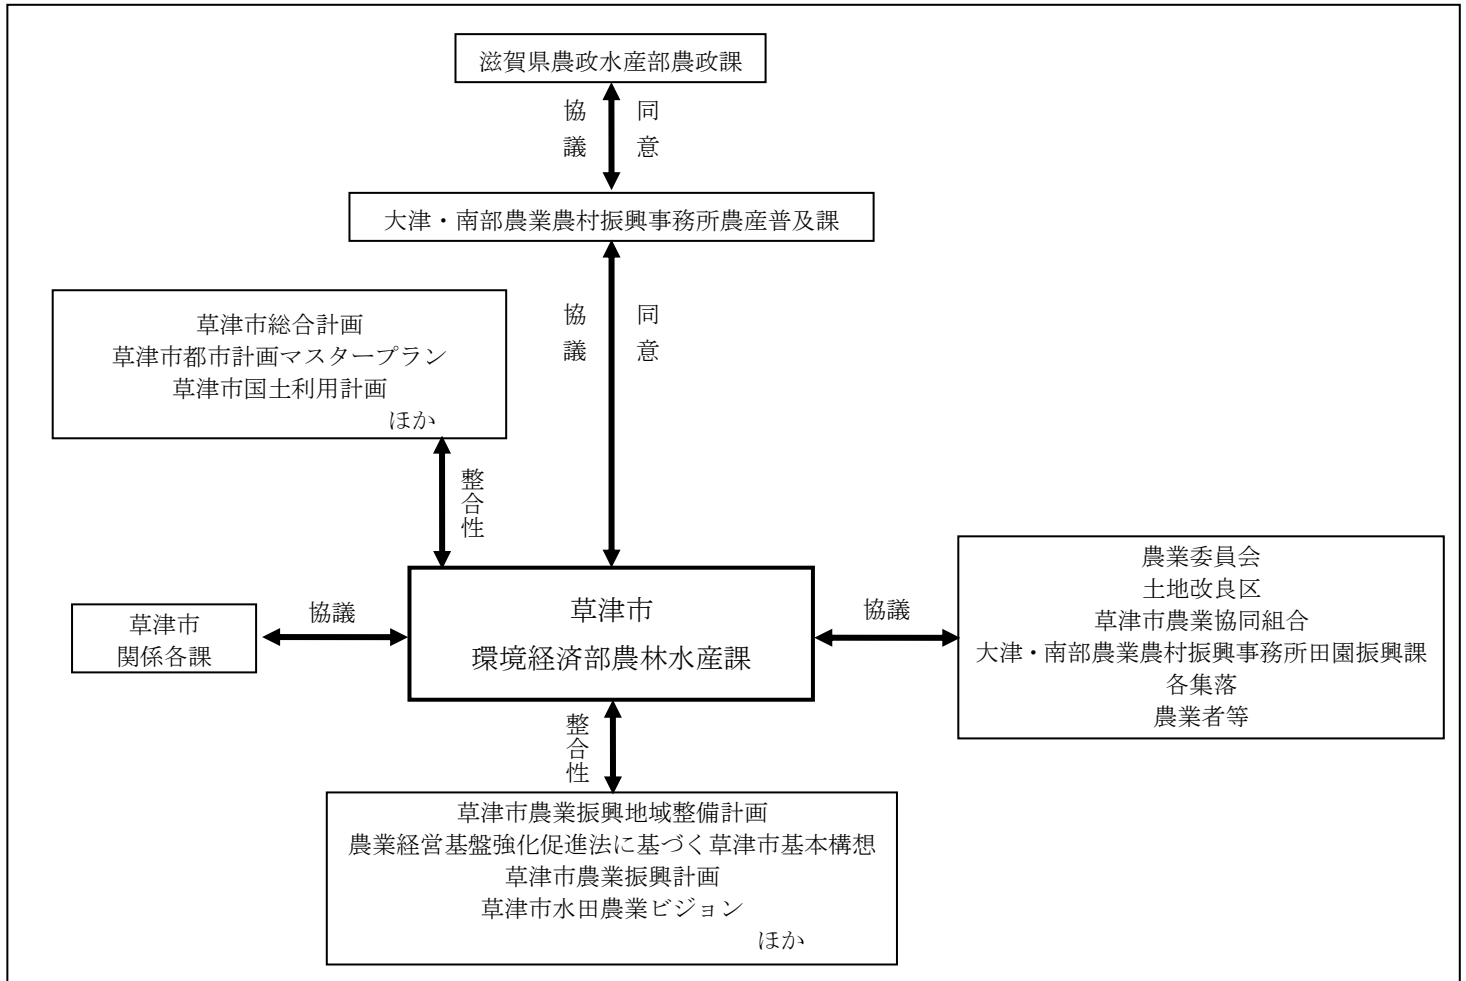 滋賀県農政水産部農政課
協議
同意
大津・南部農業農村振興事務所農産普及課
協議
同意
草津市総合計画
草津市都市計画マスタープラン
草津市国土利用計画
ほか
整合性
草津市
関係各課
協議
草津市
環境経済部農林水産課
協議
農業委員会
土地改良区
草津市農業協同組合
大津・南部農業農村振興事務所田園振興課
各集落
農業者等
整合性
草津市農業振興地域整備計画
農業経営基盤強化促進法に基づく草津市基本構想
草津市農業振興計画
草津市水田農業ビジョン
ほか